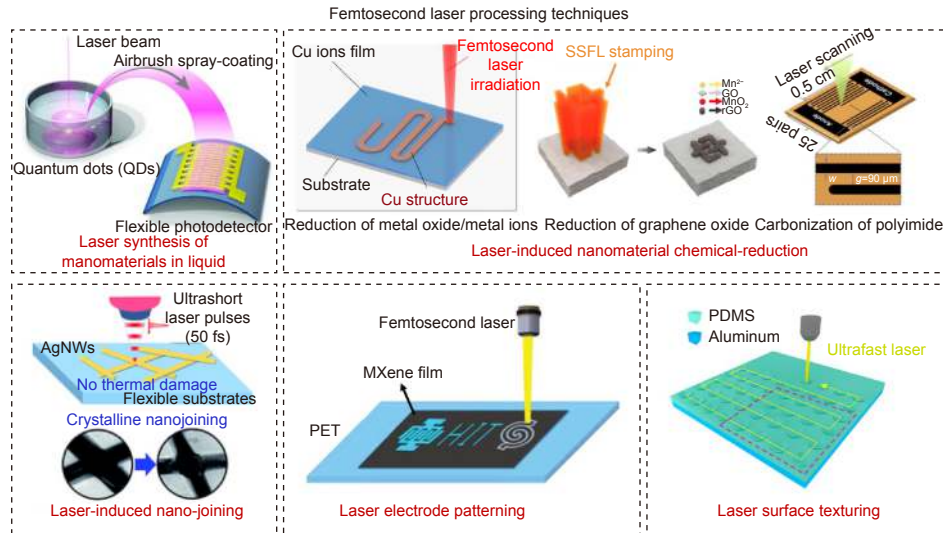 Femtosecond laser processing techniques
Laser beam
Airbrush spray-coating
Quantum dots (QDs)
Flexible photodetector
Laser synthesis of
manomaterials in liquid
Cu ions film
Femtosecond
laser
irradiation
Substrate
Cu structure
Reduction of metal oxide/metal ions
SSFL stamping
Mn²⁻
GO
MnO₂
rGO
Reduction of graphene oxide
Laser scanning
0.5 cm
25 pairs
Cathode
Anode
w
g=90 μm
Carbonization of polyimide
Laser-induced nanomaterial chemical-reduction
Ultrashort
laser pulses
(50 fs)
AgNWs
No thermal damage
Flexible substrates
Crystalline nanojoining
Laser-induced nano-joining
Femtosecond laser
MXene film
PET
HIT
Laser electrode patterning
PDMS
Aluminum
Ultrafast laser
Laser surface texturing